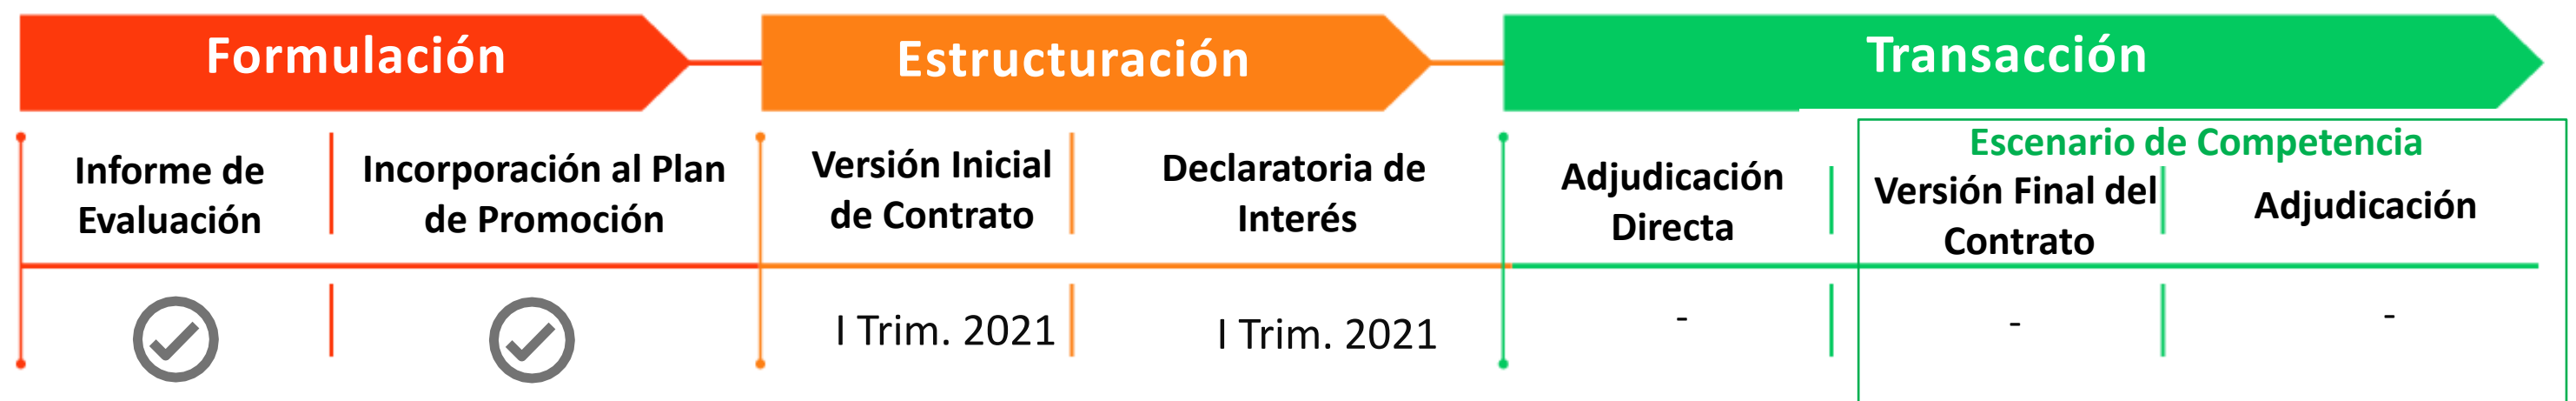 Formulación
Estructuración
Transacción
Informe de
Evaluación
Incorporación al Plan
de Promoción
Versión Inicial
de Contrato
Declaratoria de
Interés
Adjudicación
Directa
Escenario de Competencia
Versión Final del
Contrato
Adjudicación
I Trim. 2021
I Trim. 2021
-
-
-